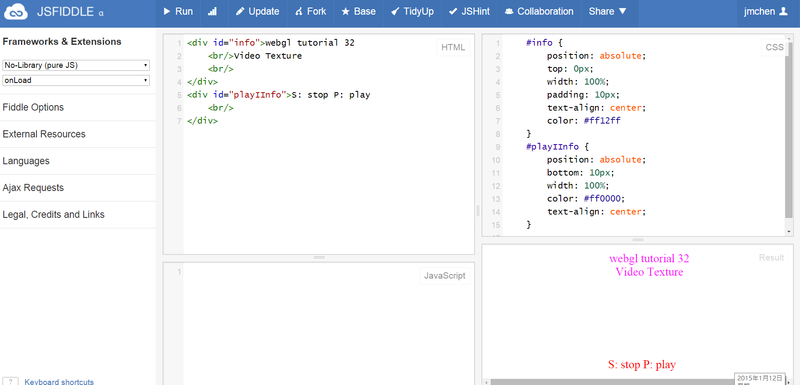 JSFIDDLE α
Run
Update
Fork
Base
TidyUp
JSHint
Collaboration
Share
jmchen
Frameworks & Extensions
No-Library (pure JS)
onLoad
Fiddle Options
External Resources
Languages
Ajax Requests
Legal, Credits and Links
? Keyboard shortcuts
HTML
1 <div id="info">webgl tutorial 32
2 <br/>Video Texture
3 <br/>
4 </div>
5 <div id="playIInfo">S: stop P: play
6 <br/>
7 </div>
CSS
1 #info {
2 position: absolute;
3 top: 0px;
4 width: 100%;
5 padding: 10px;
6 text-align: center;
7 color: #ff12ff
8 }
9 #playIInfo {
10 position: absolute;
11 bottom: 10px;
12 width: 100%;
13 color: #ff0000;
14 text-align: center;
15 }
1
JavaScript
Result
webgl tutorial 32
Video Texture
S: stop P: play
2015年1月12日